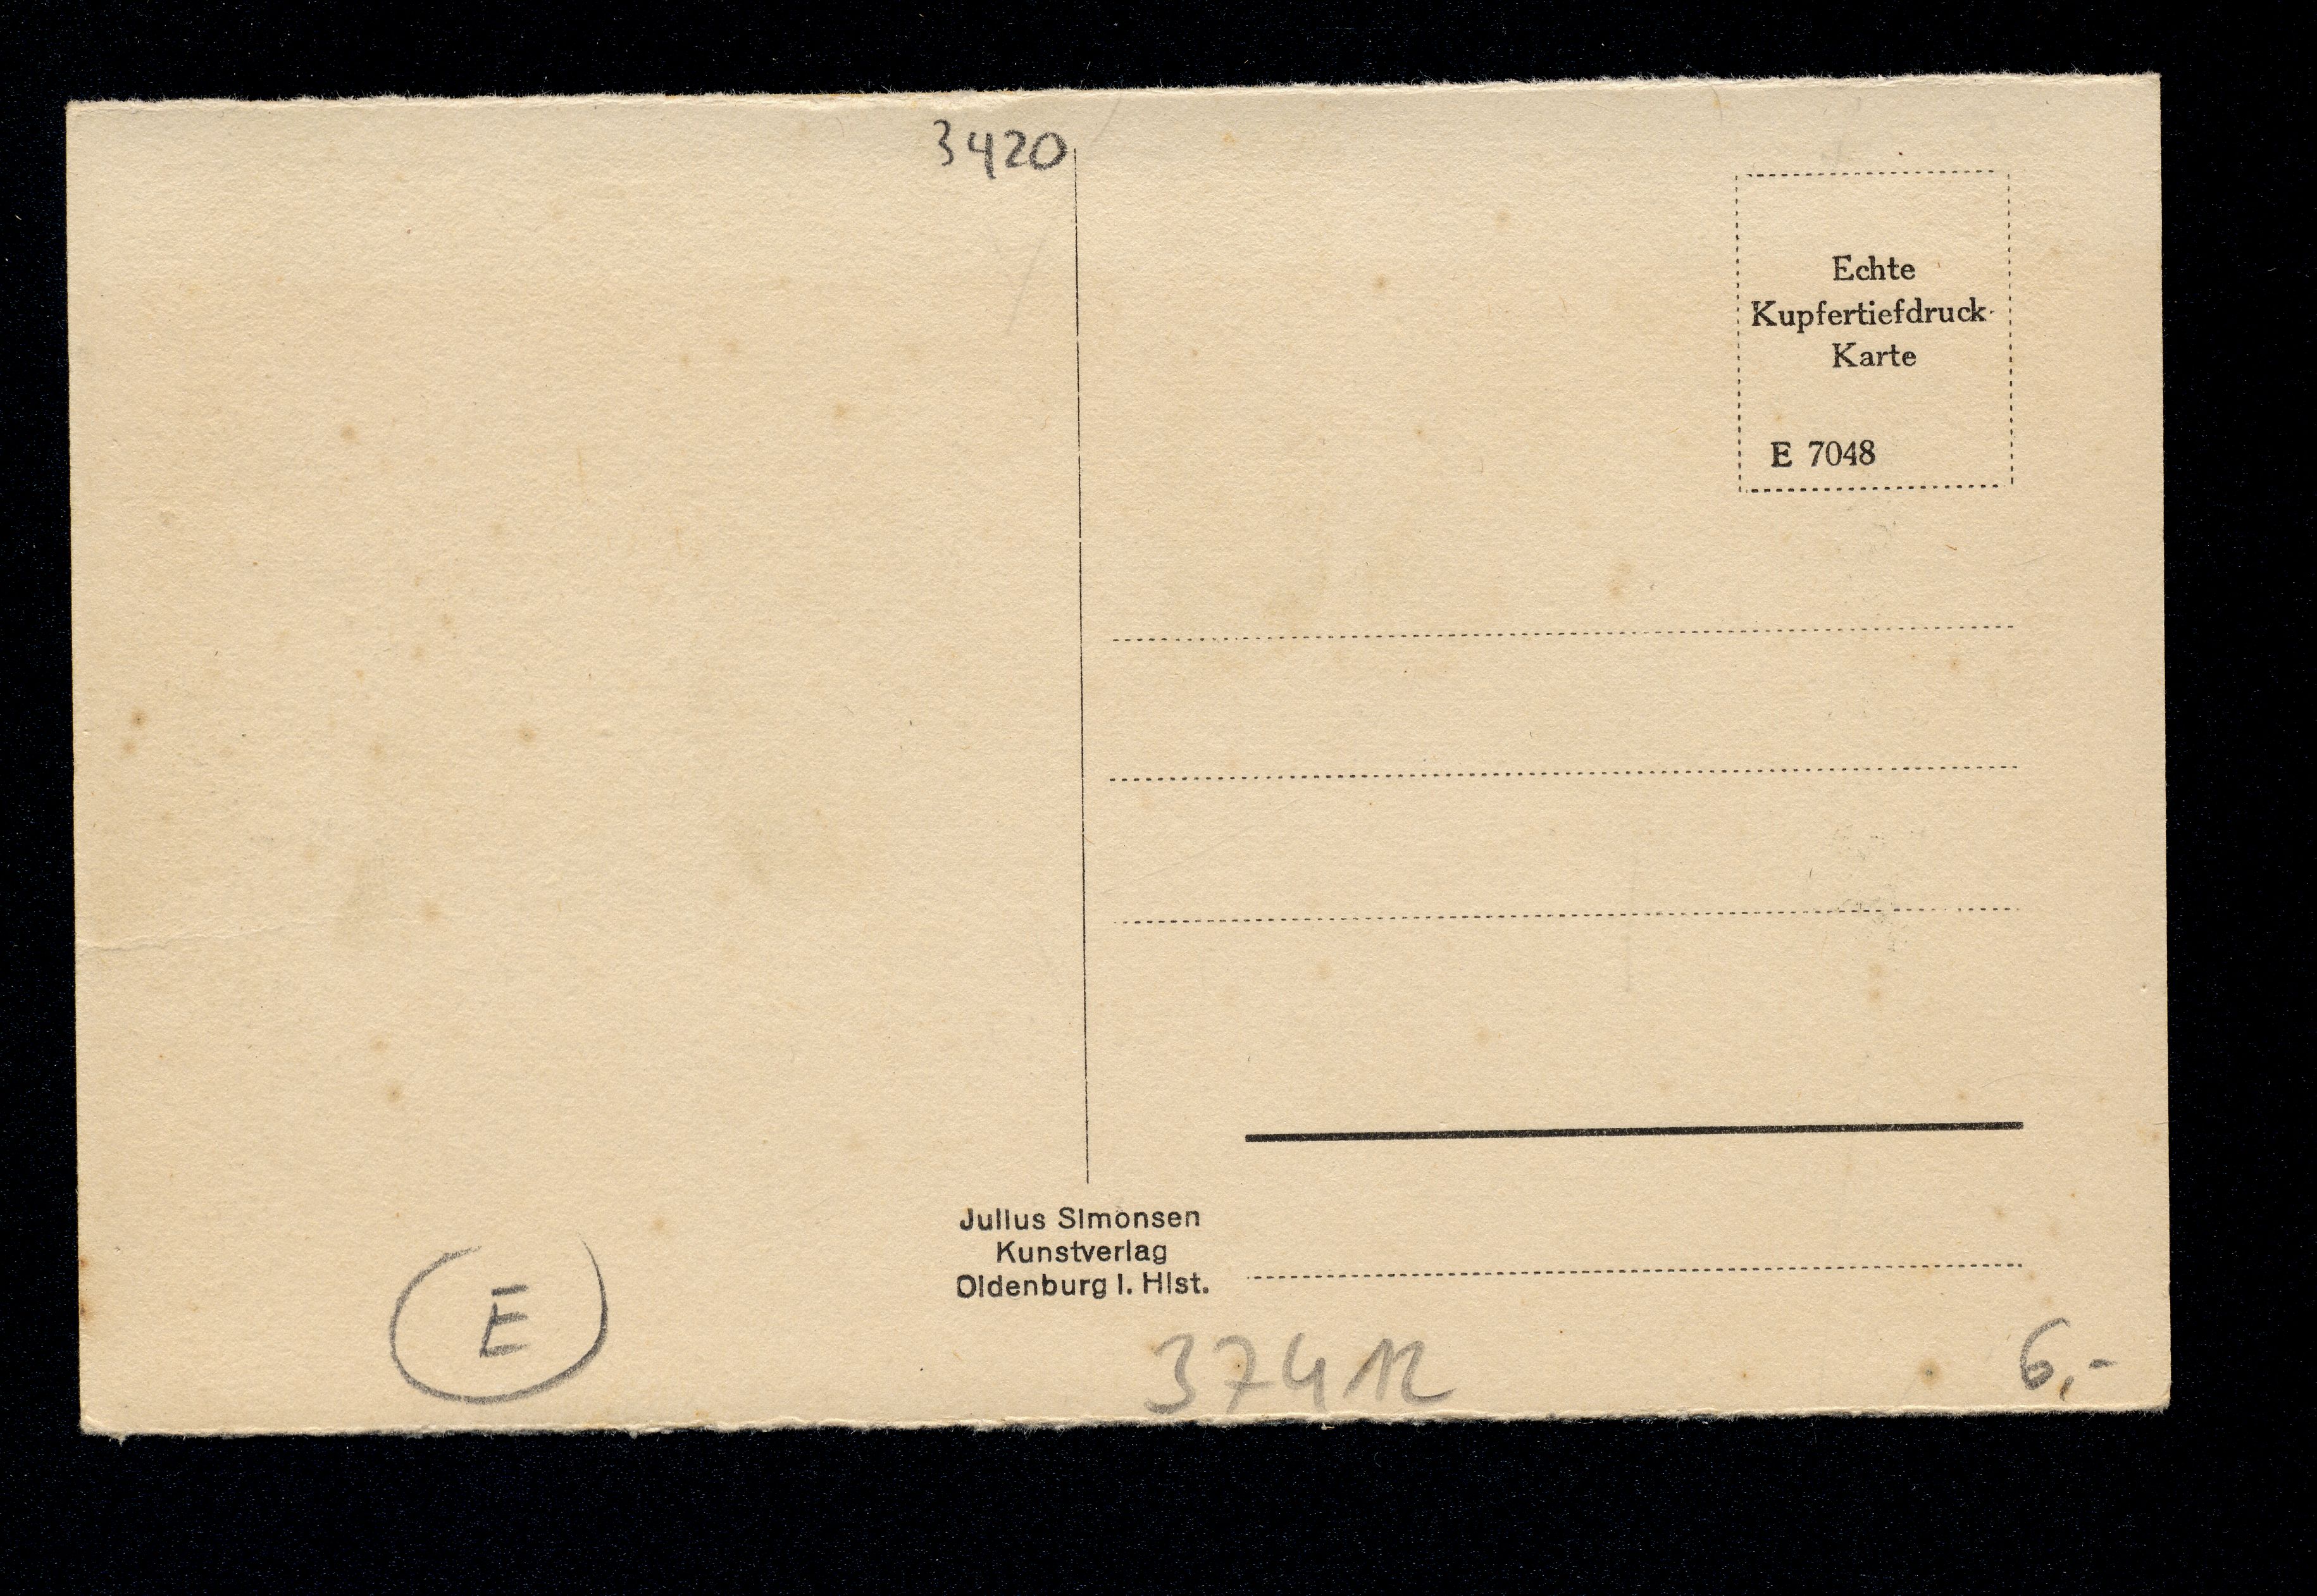 3420
Echte
Kupfertiefdruck-
Karte
E 7048
Julius Simonsen
Kunstverlag
Oldenburg i. Hlst.
E
37412
6,-